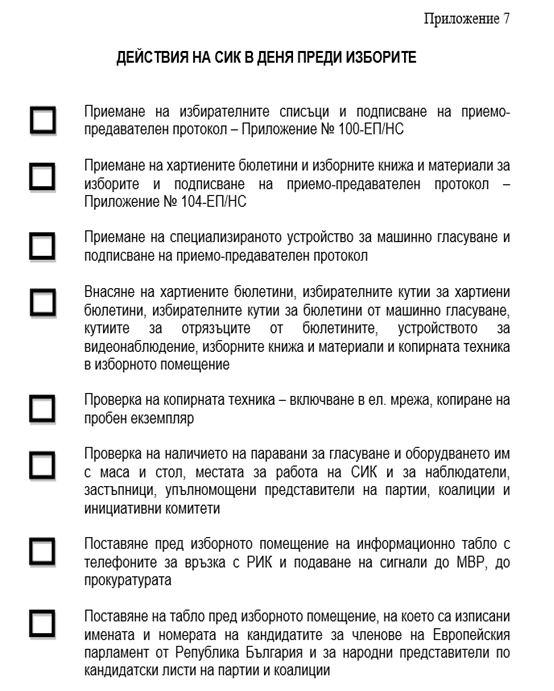 Приложение 7
ДЕЙСТВИЯ НА СИК В ДЕНЯ ПРЕДИ ИЗБОРИТЕ
Приемане на избирателните списъци и подписване на приемо-
предавателен протокол – Приложение № 100-ЕП/НС
Приемане на хартиените бюлетини и изборните книжа и материали за
изборите и подписване на приемо-предавателен протокол –
Приложение № 104-ЕП/НС
Приемане на специализираното устройство за машинно гласуване и
подписване на приемо-предавателен протокол
Внасяне на хартиените бюлетини, избирателните кутии за хартиени
бюлетини, избирателните кутии за бюлетини от машинно гласуване,
кутиите за отрязъците от бюлетините, устройството за
видеонаблюдение, изборните книжа и материали и копирната техника
в изборното помещение
Проверка на копирната техника – включване в ел. мрежа, копиране на
пробен екземпляр
Проверка на наличието на паравани за гласуване и оборудването им
с маса и стол, местата за работа на СИК и за наблюдатели,
застъпници, упълномощени представители на партии, коалиции и
инициативни комитети
Поставяне пред изборното помещение на информационно табло с
телефоните за връзка с РИК и подаване на сигнали до МВР, до
прокуратурата
Поставяне на табло пред изборното помещение, на което са изписани
имената и номерата на кандидатите за членове на Европейския
парламент от Република България и за народни представители по
кандидатски листи на партии и коалиции